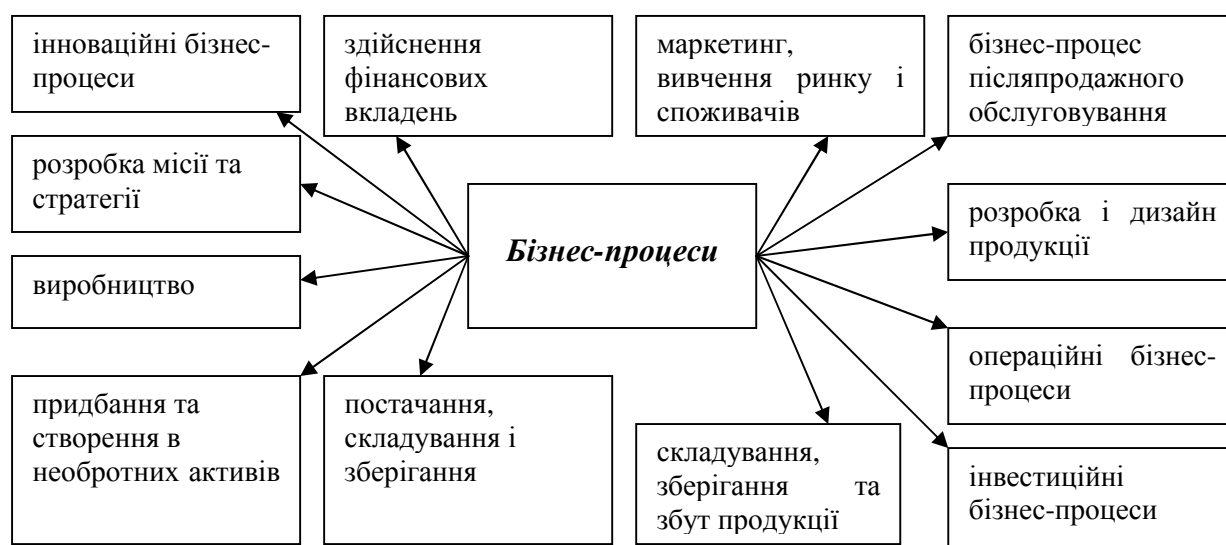 інноваційні бізнес-
процеси
здійснення
фінансових
вкладень
маркетинг,
вивчення ринку і
споживачів
бізнес-процес
післяпродажного
обслуговування
розробка місії та
стратегії
Бізнес-процеси
розробка і дизайн
продукції
виробництво
операційні бізнес-
процеси
придбання та
створення в
необротних активів
постачання,
складування і
зберігання
складування,
зберігання та
збут продукції
інвестиційні
бізнес-процеси